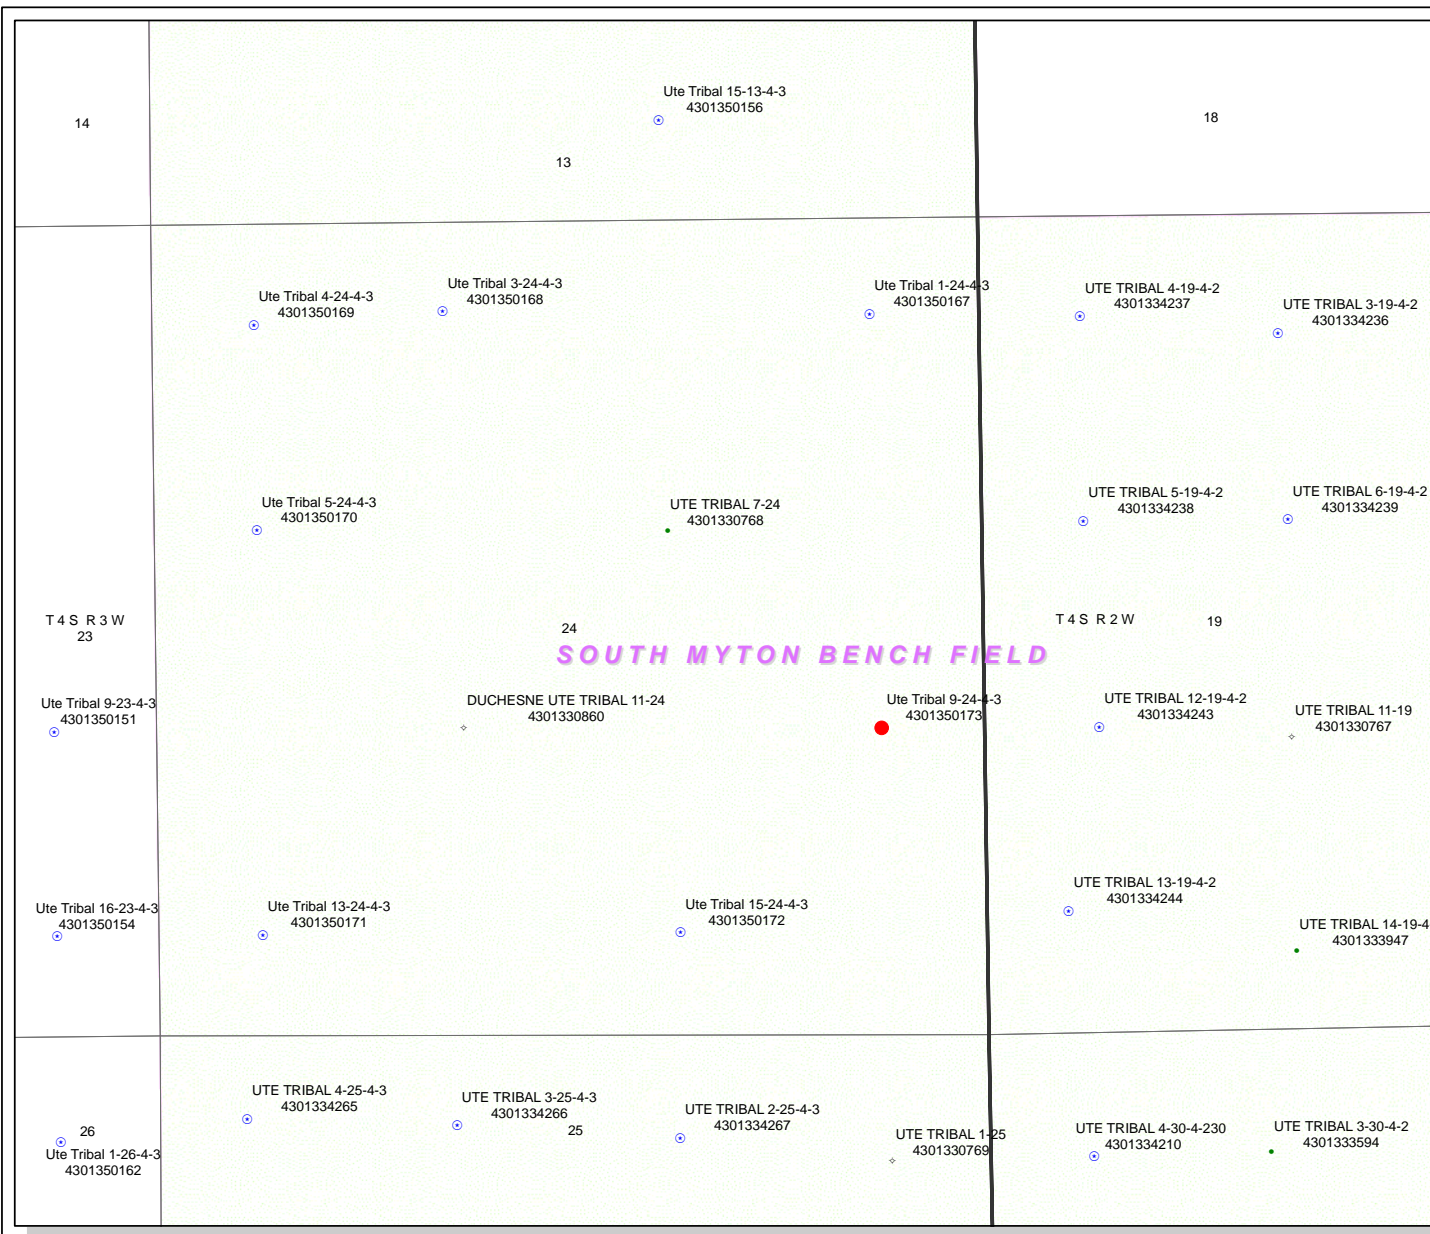 Ute Tribal 15-13-4-3
4301350156
14
18
13
Ute Tribal 4-24-4-3
4301350169
Ute Tribal 3-24-4-3
4301350168
Ute Tribal 1-24-4-3
4301350167
UTE TRIBAL 4-19-4-2
4301334237
UTE TRIBAL 3-19-4-2
4301334236
Ute Tribal 5-24-4-3
4301350170
UTE TRIBAL 7-24
4301330768
UTE TRIBAL 5-19-4-2
4301334238
UTE TRIBAL 6-19-4-2
4301334239
T 4 S R 3 W
23
24
T 4 S R 2 W
19
SOUTH MYTON BENCH FIELD
Ute Tribal 9-23-4-3
4301350151
DUCHESNE UTE TRIBAL 11-24
4301330860
Ute Tribal 9-24-4-3
4301350173
UTE TRIBAL 12-19-4-2
4301334243
UTE TRIBAL 11-19
4301330767
Ute Tribal 16-23-4-3
4301350154
Ute Tribal 13-24-4-3
4301350171
Ute Tribal 15-24-4-3
4301350172
UTE TRIBAL 13-19-4-2
4301334244
UTE TRIBAL 14-19-4
4301333947
UTE TRIBAL 4-25-4-3
4301334265
UTE TRIBAL 3-25-4-3
4301334266
25
UTE TRIBAL 2-25-4-3
4301334267
UTE TRIBAL 1-25
4301330769
UTE TRIBAL 4-30-4-230
4301334210
UTE TRIBAL 3-30-4-2
4301333594
26
Ute Tribal 1-26-4-3
4301350162